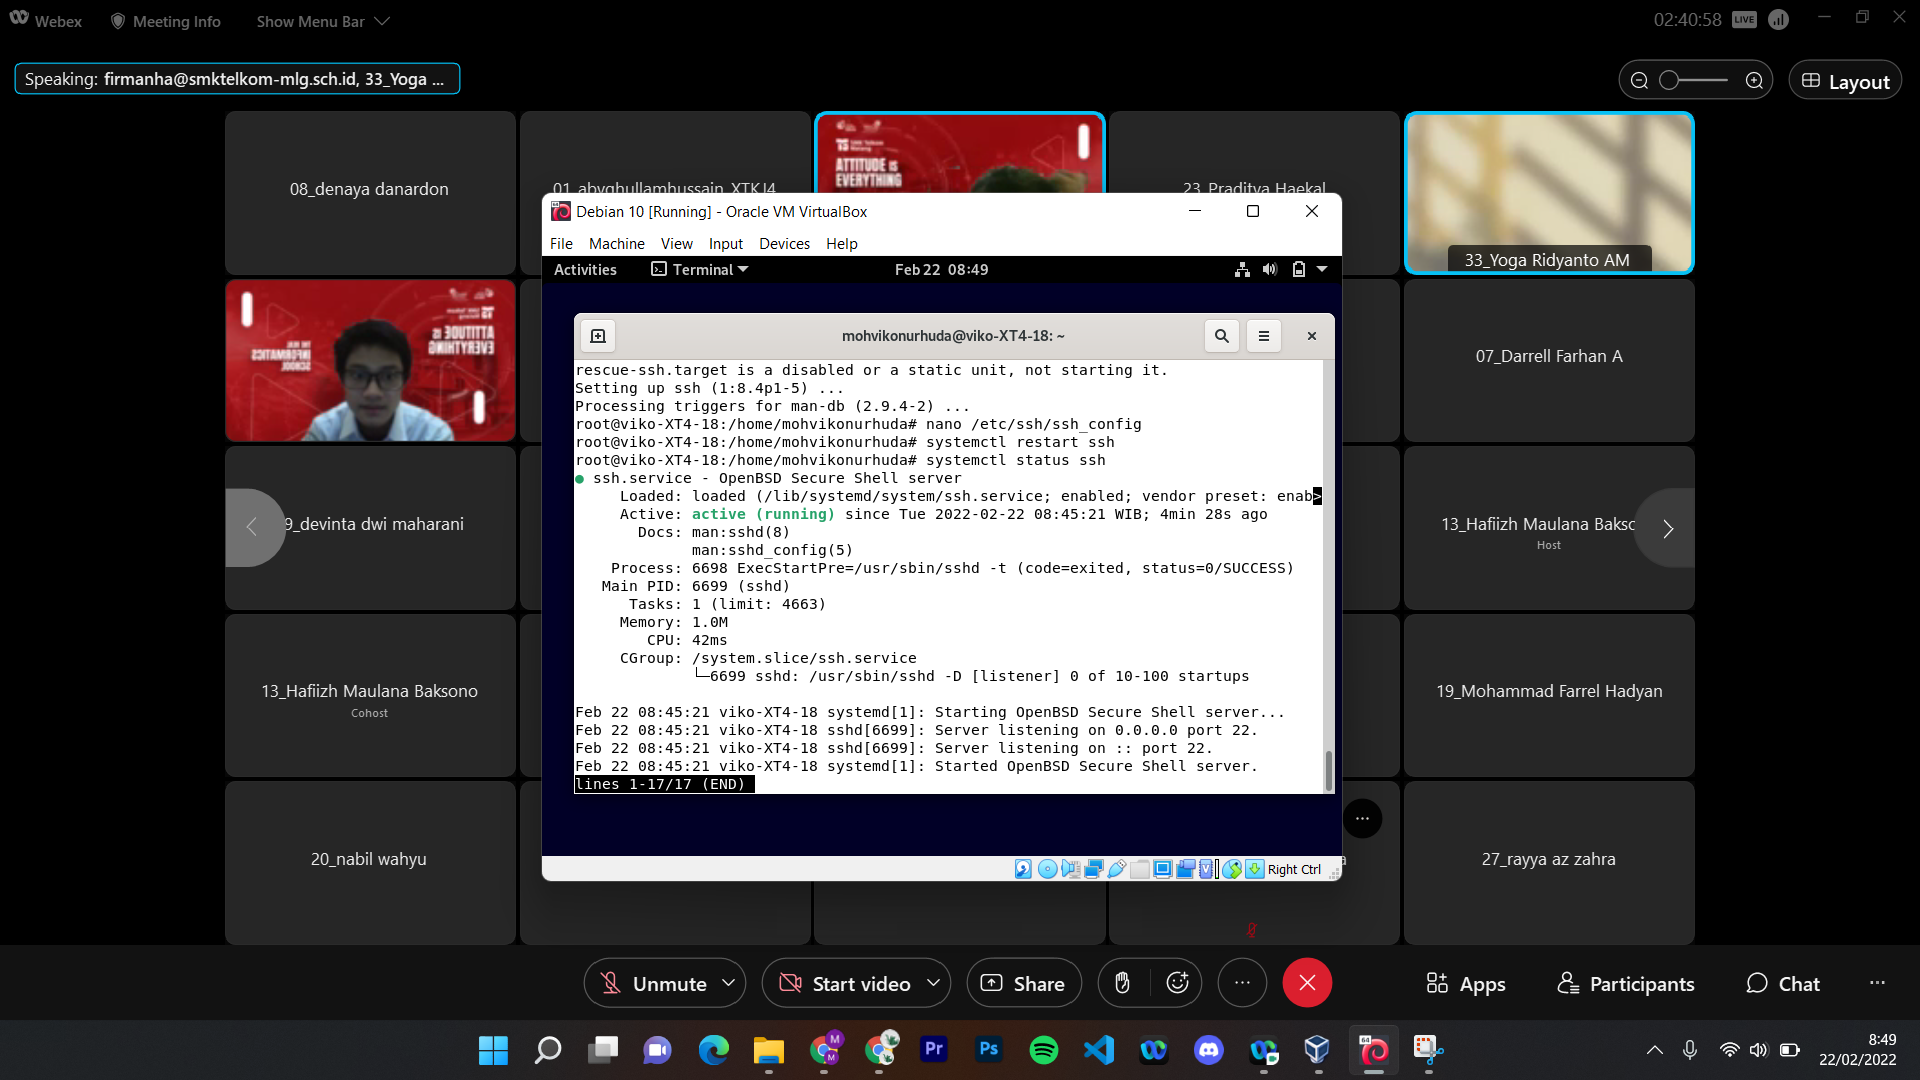 Webex
Meeting Info
Show Menu Bar
02:40:58
LIVE
Speaking: firmanha@smktelkom-mlg.sch.id, 33_Yoga ...
Layout
08_denaya danardon
01_abyghullamhussain_XTKJ4
ATTITUDE IS
EVERYTHING
23_Praditya Haekal
33_Yoga Ridyanto AM
Debian 10 [Running] - Oracle VM VirtualBox
File Machine View Input Devices Help
Activities
Terminal
Feb 22 08:49
mohvikonurhuda@viko-XT4-18: ~
rescue-ssh.target is a disabled or a static unit, not starting it.
Setting up ssh (1:8.4p1-5) ...
Processing triggers for man-db (2.9.4-2) ...
root@viko-XT4-18:/home/mohvikonurhuda# nano /etc/ssh/ssh_config
root@viko-XT4-18:/home/mohvikonurhuda# systemctl restart ssh
root@viko-XT4-18:/home/mohvikonurhuda# systemctl status ssh
● ssh.service - OpenBSD Secure Shell server
Loaded: loaded (/lib/systemd/system/ssh.service; enabled; vendor preset: enab>
Active: active (running) since Tue 2022-02-22 08:45:21 WIB; 4min 28s ago
Docs: man:sshd(8)
man:sshd_config(5)
Process: 6698 ExecStartPre=/usr/sbin/sshd -t (code=exited, status=0/SUCCESS)
Main PID: 6699 (sshd)
Tasks: 1 (limit: 4663)
Memory: 1.0M
CPU: 42ms
CGroup: /system.slice/ssh.service
└─6699 sshd: /usr/sbin/sshd -D [listener] 0 of 10-100 startups
Feb 22 08:45:21 viko-XT4-18 systemd[1]: Starting OpenBSD Secure Shell server...
Feb 22 08:45:21 viko-XT4-18 sshd[6699]: Server listening on 0.0.0.0 port 22.
Feb 22 08:45:21 viko-XT4-18 sshd[6699]: Server listening on :: port 22.
Feb 22 08:45:21 viko-XT4-18 systemd[1]: Started OpenBSD Secure Shell server.
lines 1-17/17 (END)
Right Ctrl
ATTITUDE IS
EVERYTHING
INFORMATICS
SCHOOL
07_Darrell Farhan A
9_devinta dwi maharani
13_Hafiizh Maulana Bakso
Host
13_Hafiizh Maulana Baksono
Cohost
19_Mohammad Farrel Hadyan
20_nabil wahyu
27_rayya az zahra
Unmute
Start video
Share
Apps
Participants
Chat
M
M
Pr
Ps
8:49
22/02/2022